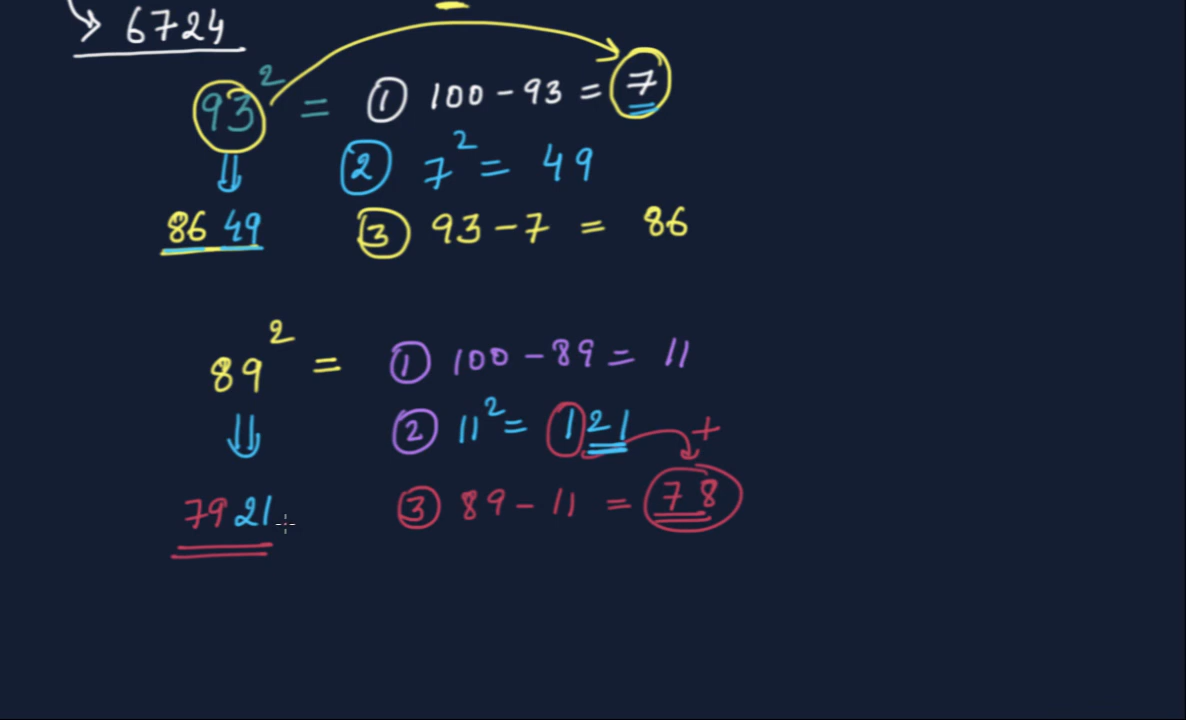 6724
93² = ① 100 - 93 = 7
⇓ ② 7² = 49
8649 ③ 93 - 7 = 86
89² = ① 100 - 89 = 11
⇓ ② 11² = 121 +
7921 ③ 89 - 11 = 78